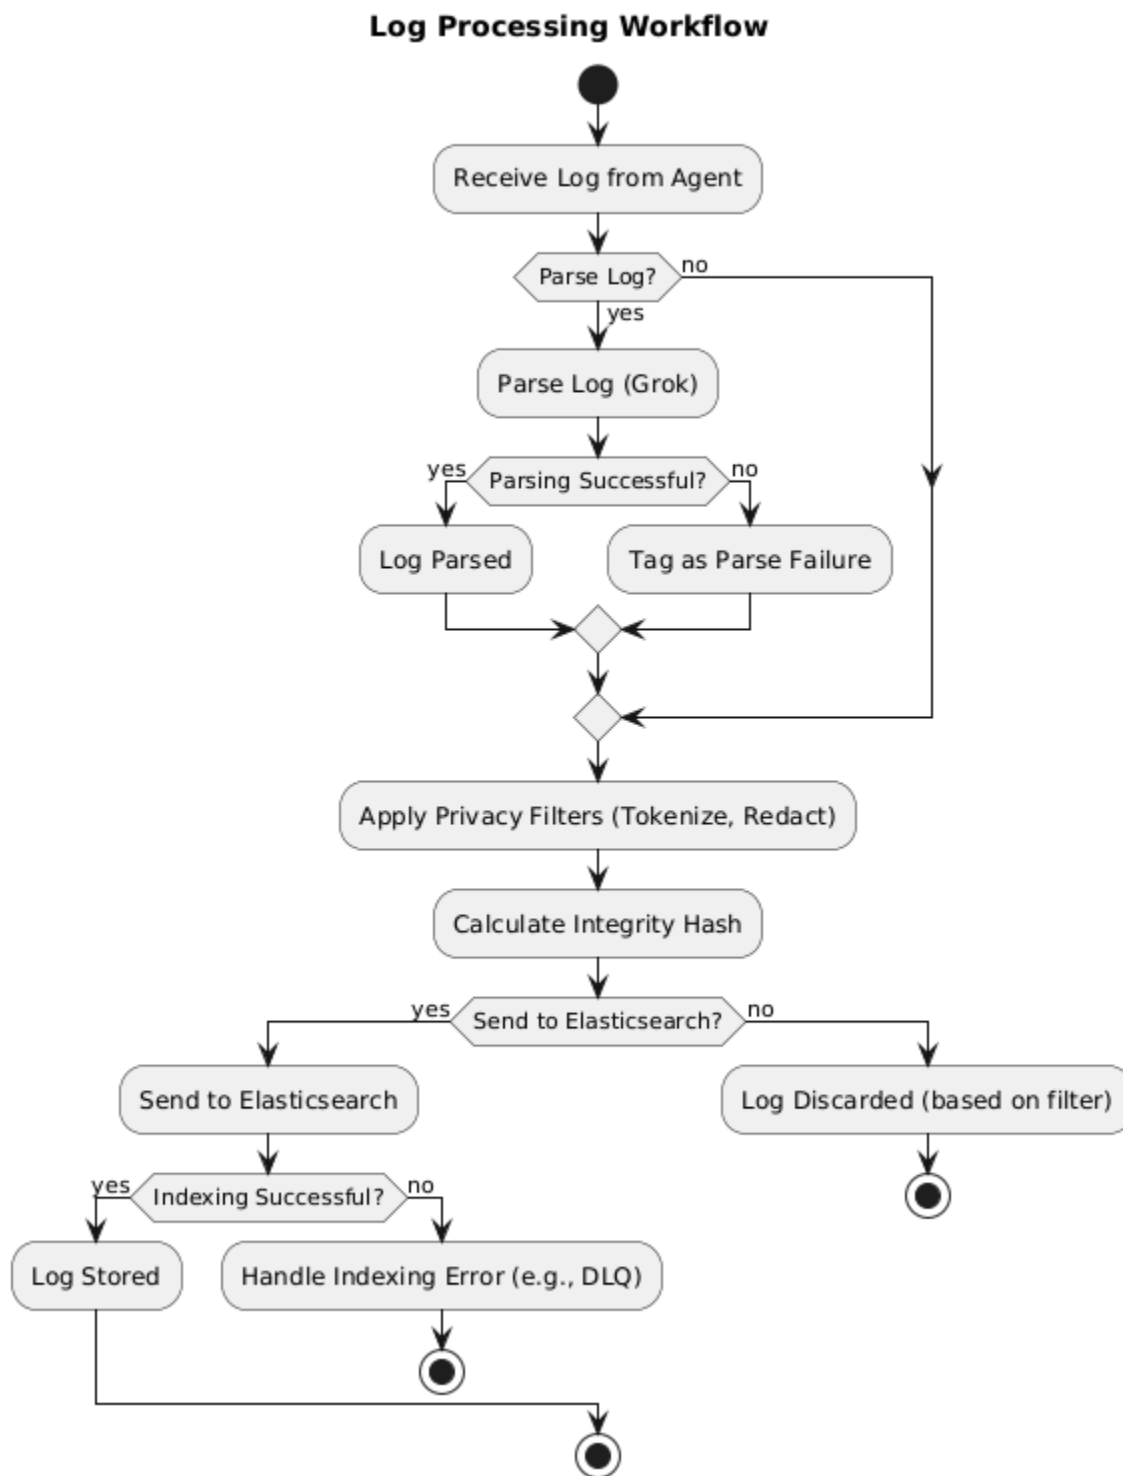 Log Processing Workflow
Receive Log from Agent
Parse Log?
no
yes
Parse Log (Grok)
yes
Parsing Successful?
no
Log Parsed
Tag as Parse Failure
Apply Privacy Filters (Tokenize, Redact)
Calculate Integrity Hash
yes
Send to Elasticsearch?
no
Send to Elasticsearch
Log Discarded (based on filter)
yes
Indexing Successful?
no
Log Stored
Handle Indexing Error (e.g., DLQ)